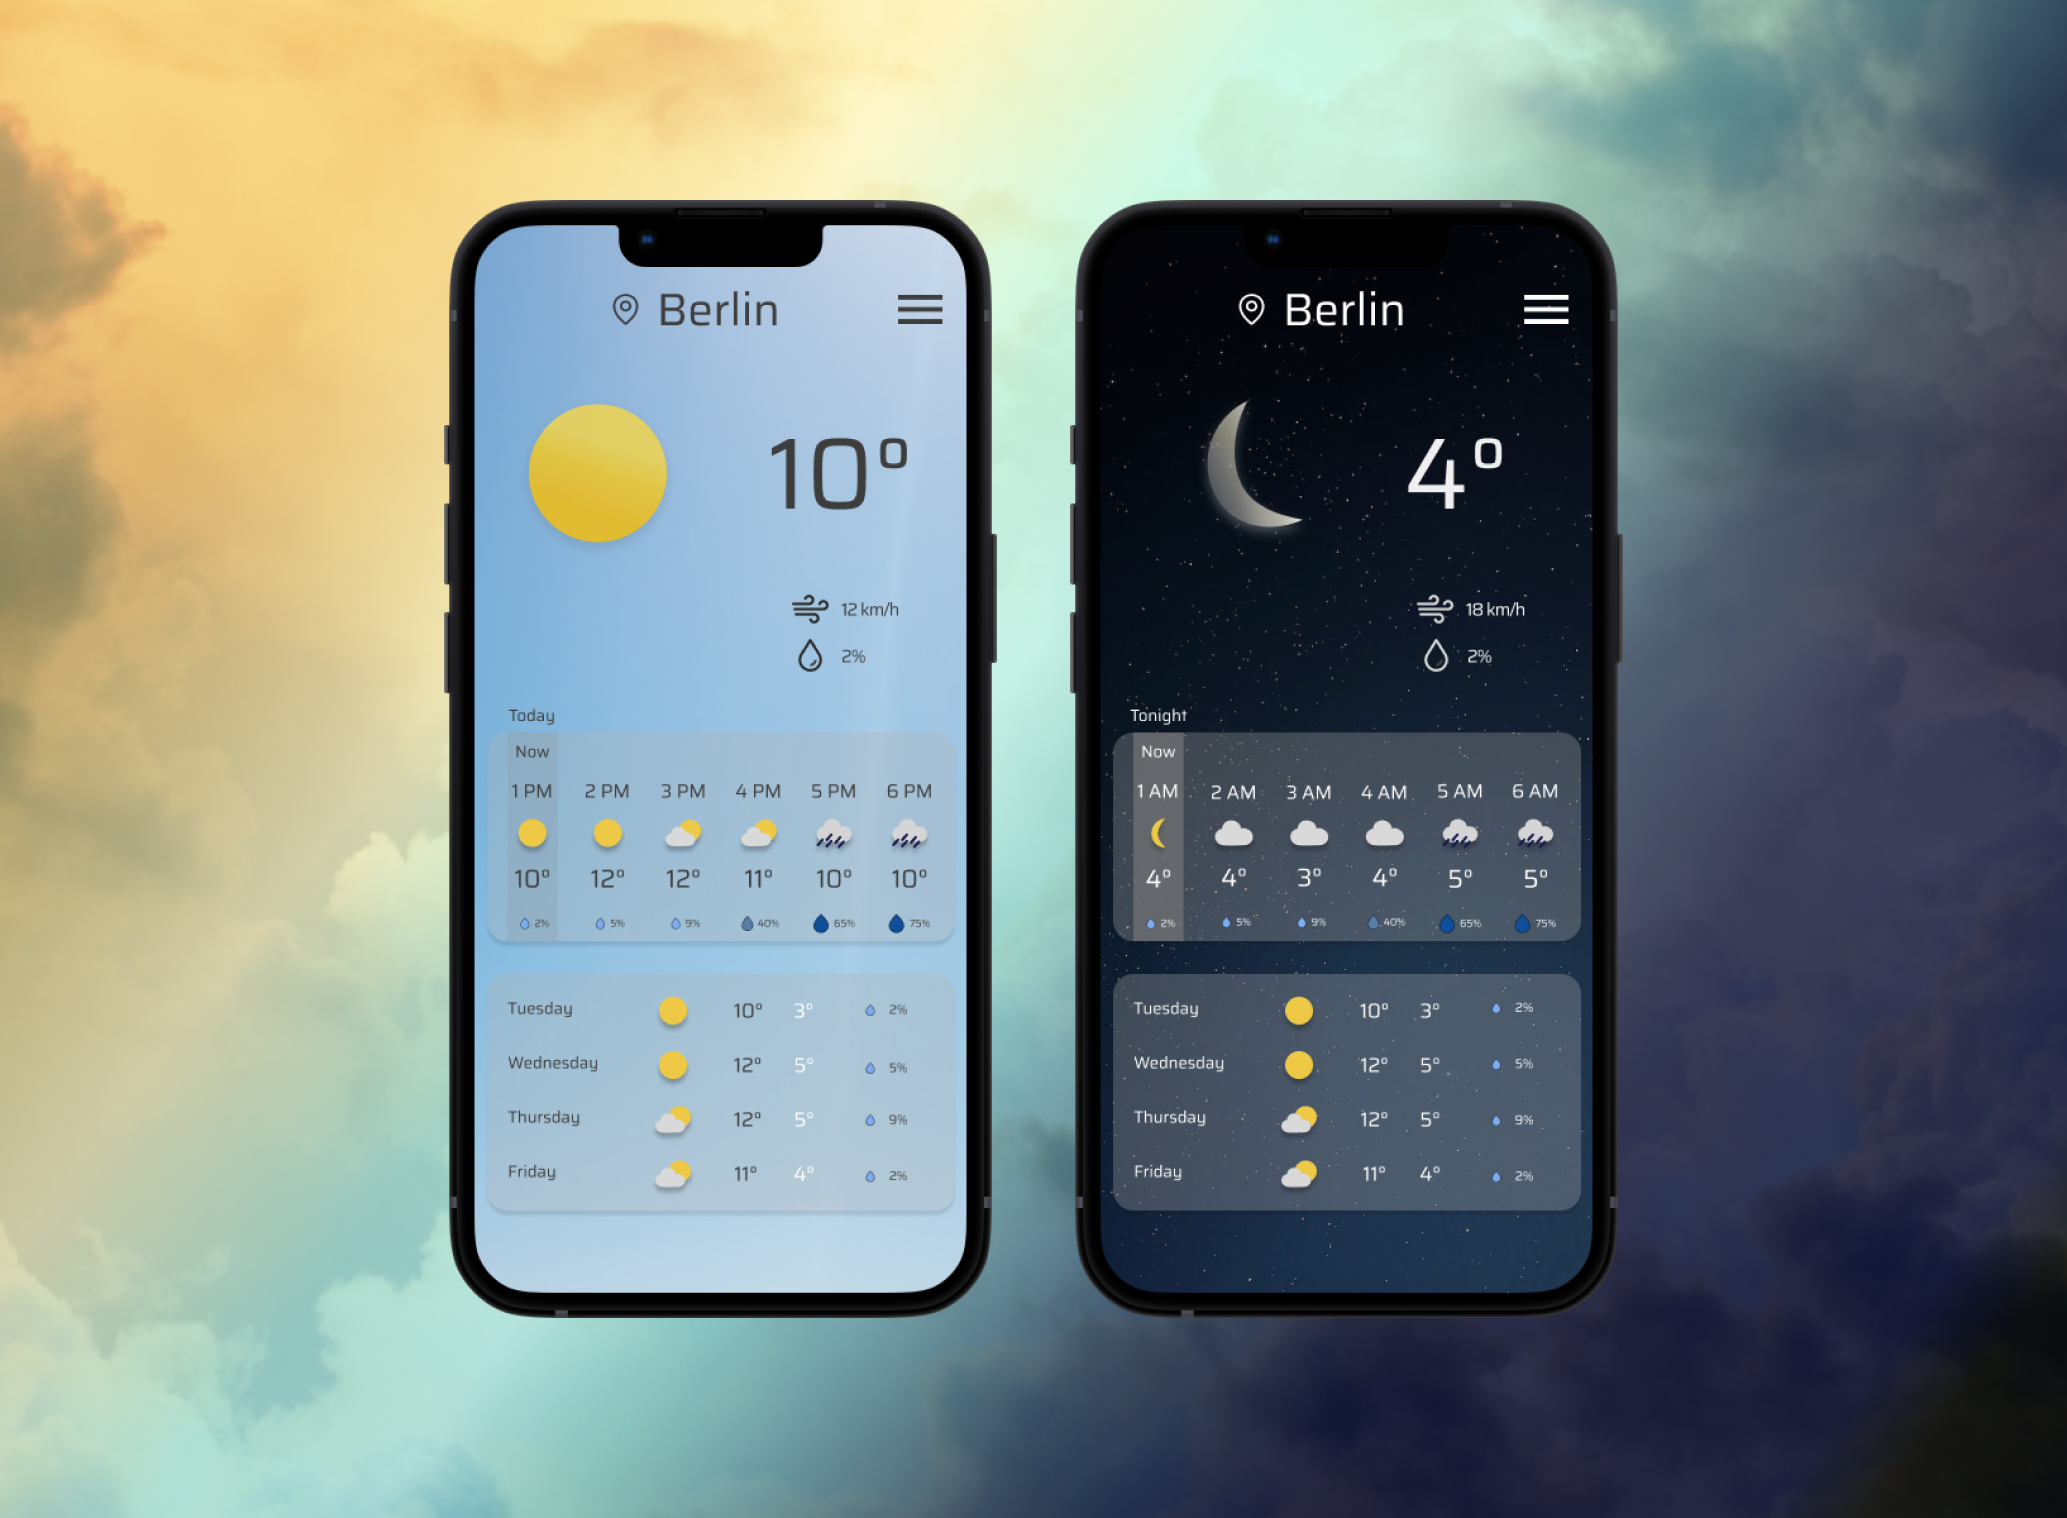 Berlin
10°
12 km/h
2%
Today
Now
1 PM 2 PM 3 PM 4 PM 5 PM 6 PM
10° 12° 12° 11° 10° 10°
2% 5% 9% 40% 65% 75%
Tuesday 10° 3° 2%
Wednesday 12° 5° 5%
Thursday 12° 5° 9%
Friday 11° 4° 2%
Berlin
4°
18 km/h
2%
Tonight
Now
1 AM 2 AM 3 AM 4 AM 5 AM 6 AM
4° 4° 3° 4° 5° 5°
2% 5% 9% 40% 65% 75%
Tuesday 10° 3° 2%
Wednesday 12° 5° 5%
Thursday 12° 5° 9%
Friday 11° 4° 2%